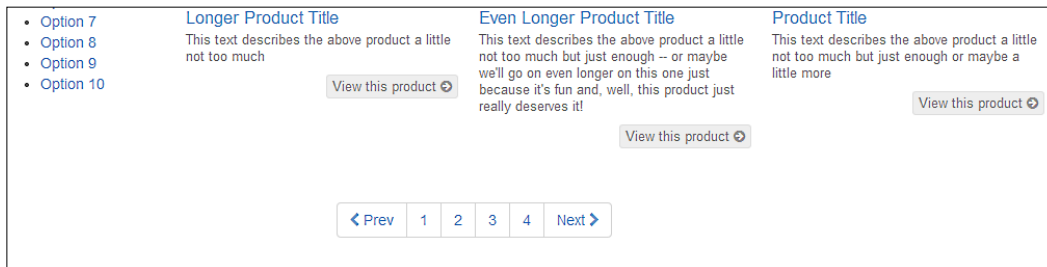 Option 7
Option 8
Option 9
Option 10
Longer Product Title
This text describes the above product a little
not too much
View this product
Even Longer Product Title
This text describes the above product a little
not too much but just enough -- or maybe
we'll go on even longer on this one just
because it's fun and, well, this product just
really deserves it!
View this product
Product Title
This text describes the above product a little
not too much but just enough or maybe a
little more
View this product
Prev 1 2 3 4 Next